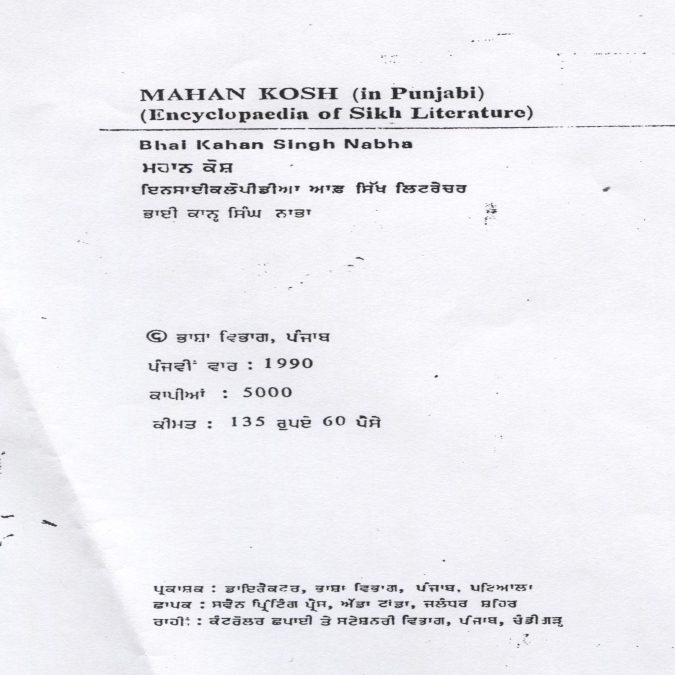 MAHAN KOSH (in Punjabi)
(Encyclopaedia of Sikh Literature)
Bhai Kahan Singh Nabha
ਮਹਾਨ ਕੋਸ਼
ਇਨਸਾਈਕਲੋਪੀਡੀਆ ਆਫ਼ ਸਿੱਖ ਲਿਟਰੇਚਰ
ਭਾਈ ਕਾਨ੍ਹ ਸਿੰਘ ਨਾਭਾ
© ਭਾਸ਼ਾ ਵਿਭਾਗ, ਪੰਜਾਬ
ਪੰਜਵੀਂ ਵਾਰ : 1990
ਕਾਪੀਆਂ : 5000
ਕੀਮਤ : 135 ਰੁਪਏ 60 ਪੈਸੇ
ਪ੍ਰਕਾਸ਼ਕ : ਡਾਇਰੈਕਟਰ, ਭਾਸ਼ਾ ਵਿਭਾਗ, ਪੰਜਾਬ, ਪਟਿਆਲਾ
ਛਾਪਕ : ਸਵੈਨ ਪ੍ਰਿੰਟਿੰਗ ਪ੍ਰੈਸ, ਅੱਡਾ ਟਾਂਡਾ, ਜਲੰਧਰ ਸ਼ਹਿਰ
ਰਾਹੀਂ : ਕੰਟਰੋਲਰ ਛਪਾਈ ਤੇ ਸਟੇਸ਼ਨਰੀ ਵਿਭਾਗ, ਪੰਜਾਬ, ਚੰਡੀਗੜ੍ਹ